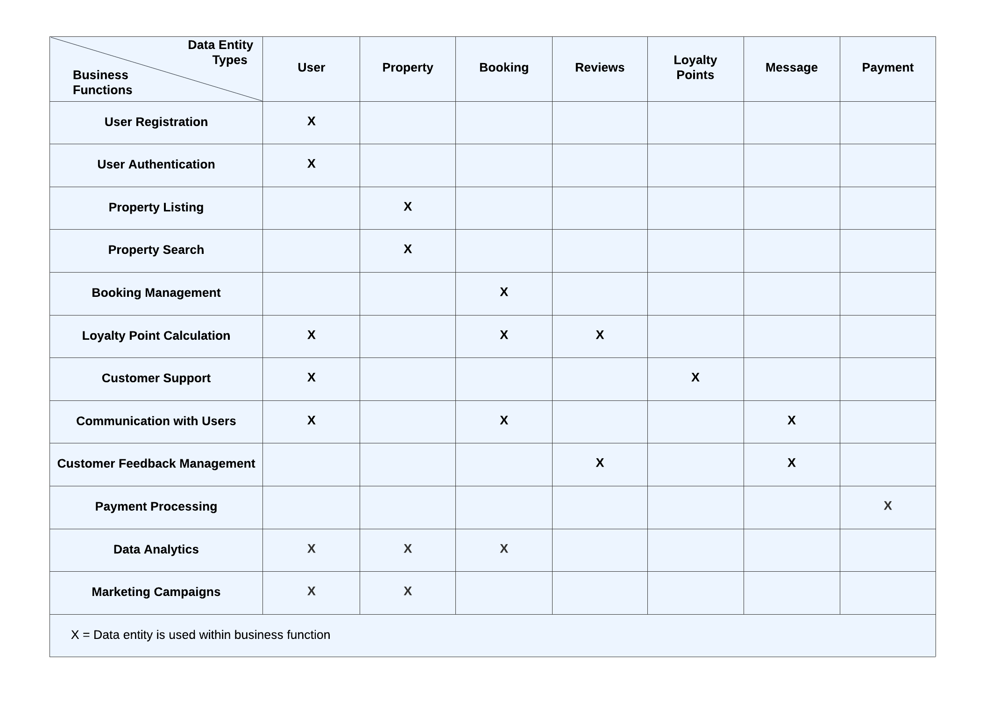 Data Entity
Types
Business
Functions
User
Property
Booking
Reviews
Loyalty
Points
Message
Payment
User Registration X
User Authentication X
Property Listing X
Property Search X
Booking Management X
Loyalty Point Calculation X X X
Customer Support X X
Communication with Users X X X
Customer Feedback Management X X
Payment Processing X
Data Analytics X X X
Marketing Campaigns X X
X = Data entity is used within business function